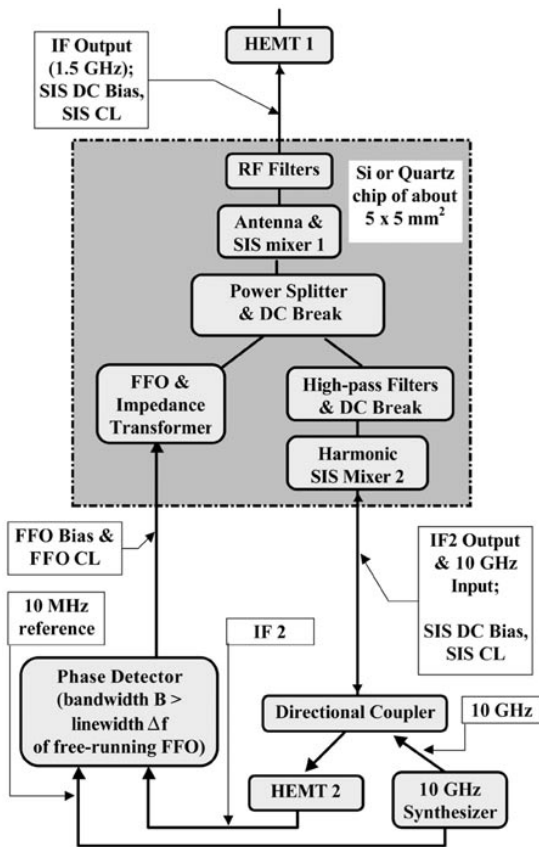 HEMT 1
IF Output
(1.5 GHz);
SIS DC Bias,
SIS CL
RF Filters
Si or Quartz
chip of about
5 x 5 mm²
Antenna &
SIS mixer 1
Power Splitter
& DC Break
FFO &
Impedance
Transformer
High-pass Filters
& DC Break
Harmonic
SIS Mixer 2
FFO Bias &
FFO CL
IF2 Output
& 10 GHz
Input;
SIS DC Bias,
SIS CL
10 MHz
reference
IF 2
Phase Detector
(bandwidth B >
linewidth Δf
of free-running FFO)
Directional Coupler
10 GHz
HEMT 2
10 GHz
Synthesizer